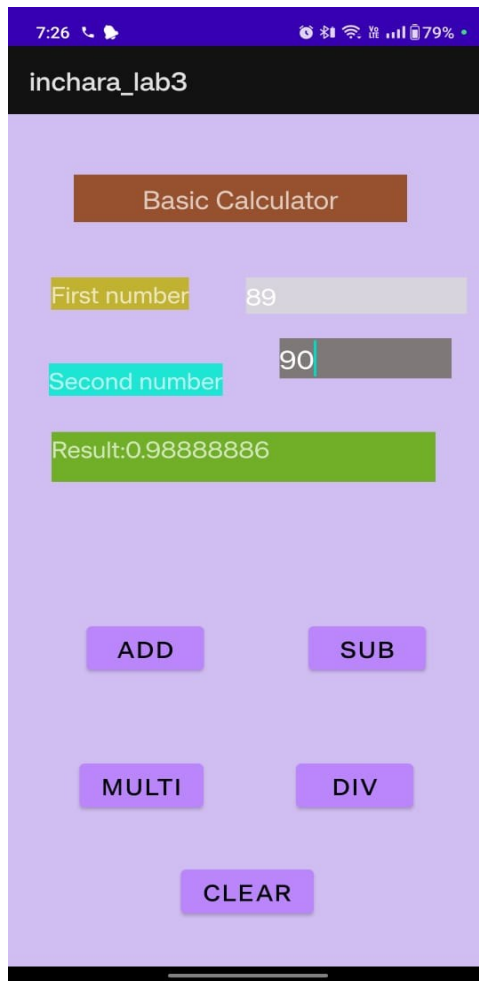 7:26 79%
inchara_lab3
Basic Calculator
First number 89
Second number 90
Result:0.98888886
ADD SUB
MULTI DIV
CLEAR